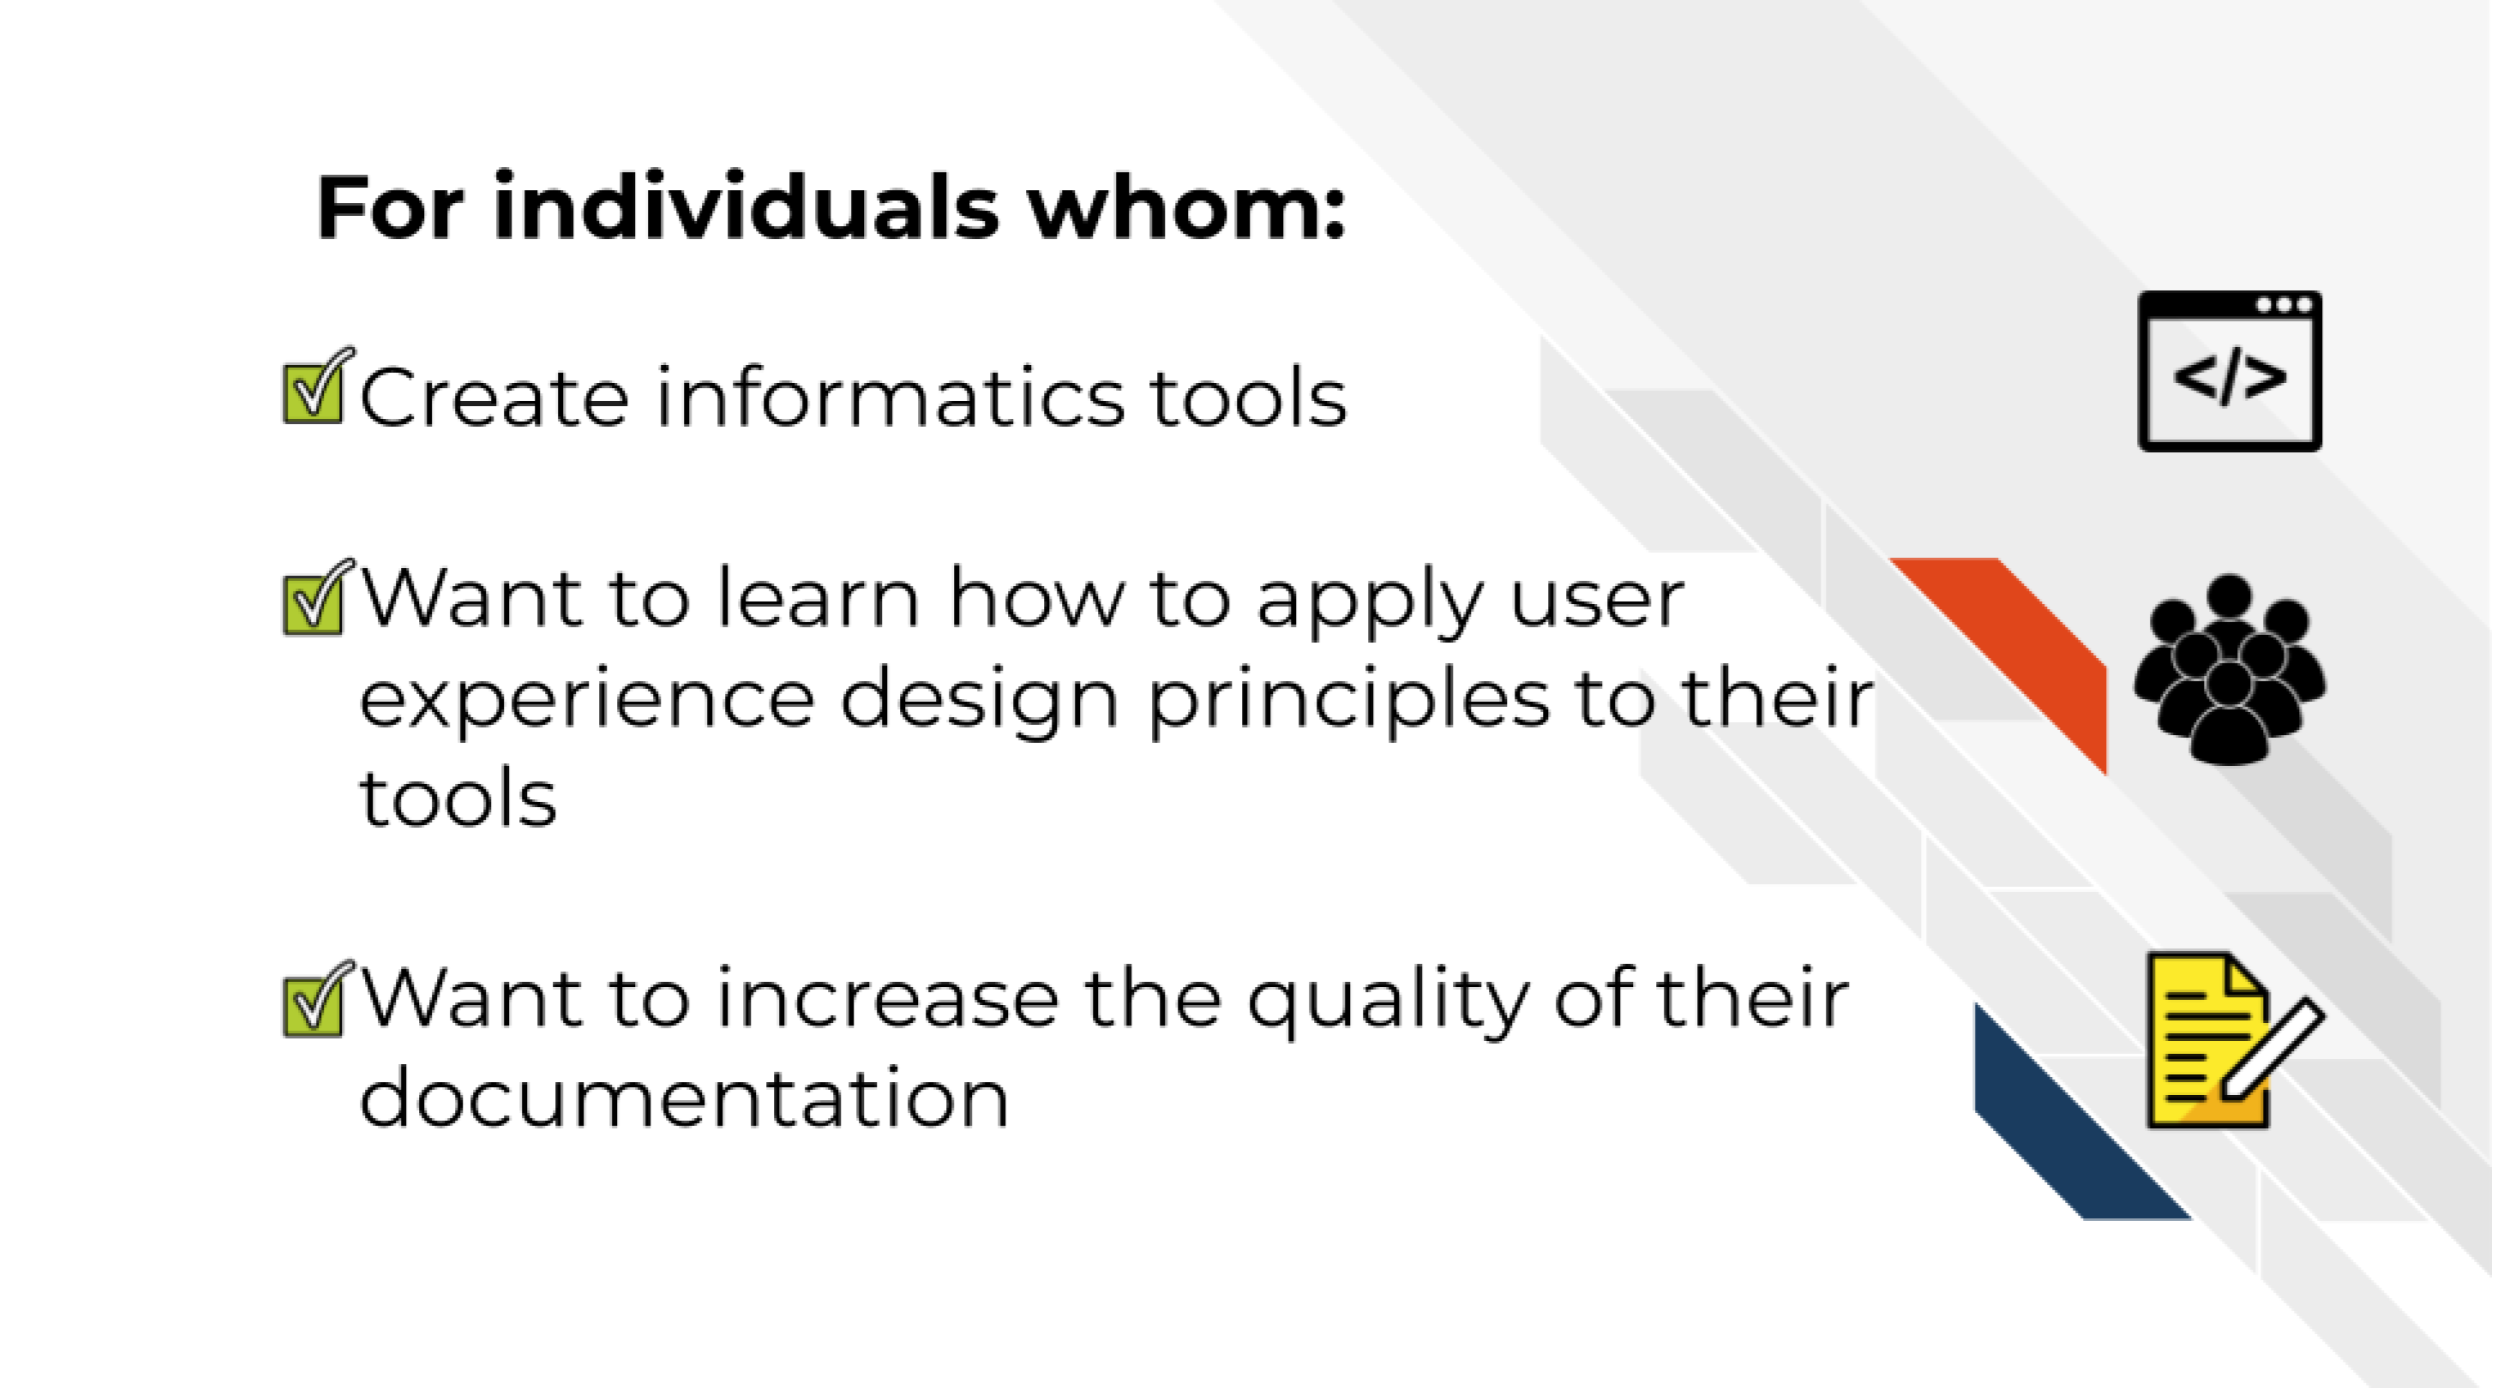 For individuals whom:
Create informatics tools
Want to learn how to apply user
experience design principles to their
tools
Want to increase the quality of their
documentation